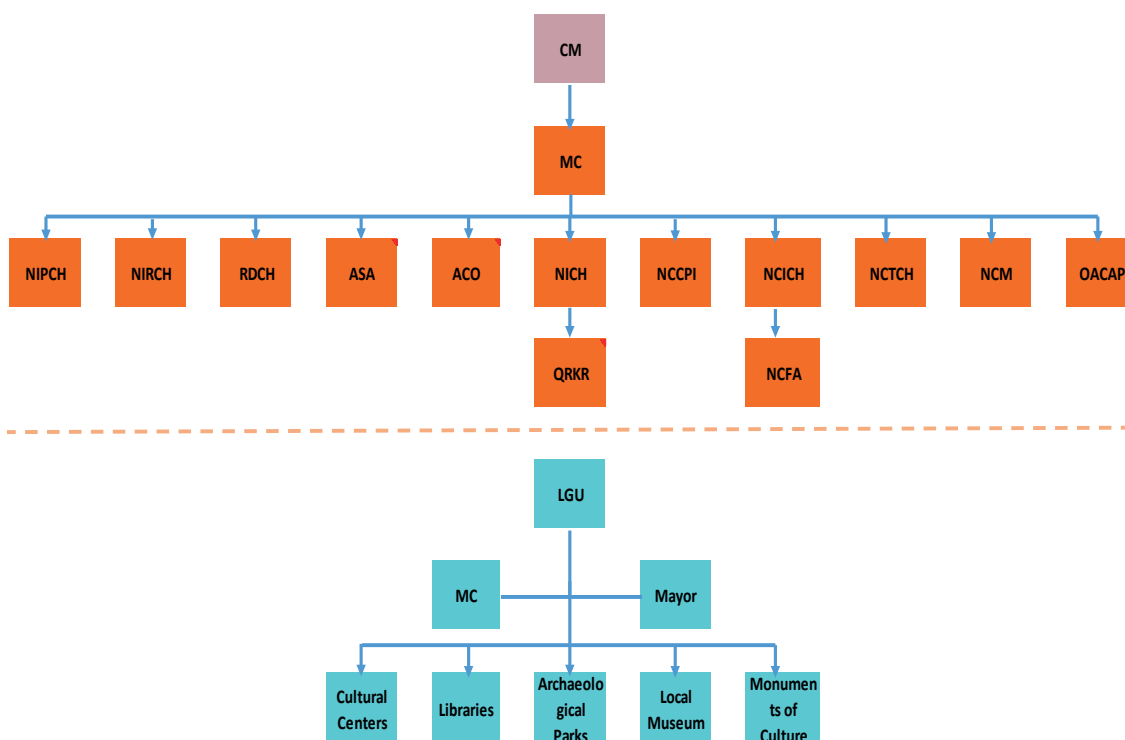 CM
MC
NIPCH
NIRCH
RDCH
ASA
ACO
NICH
NCCPI
NCICH
NCTCH
NCM
OACAP
QRKR
NCFA
LGU
MC
Mayor
Cultural
Centers
Libraries
Archaeolo
gical
Parks
Local
Museum
Monumen
ts of
Culture